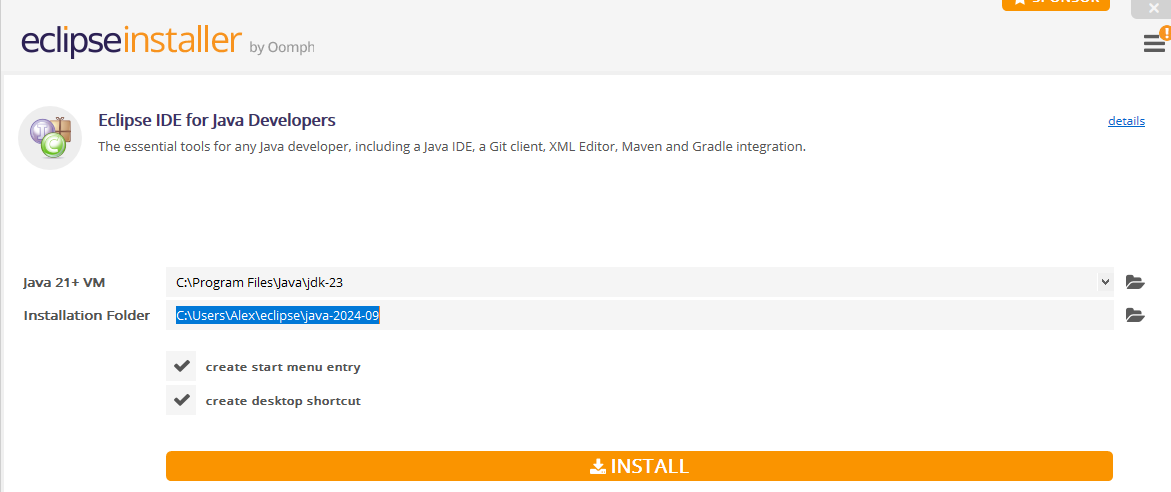 SPONSOR
eclipseinstaller by Oomph
Eclipse IDE for Java Developers
details
The essential tools for any Java developer, including a Java IDE, a Git client, XML Editor, Maven and Gradle integration.
Java 21+ VM
C:\Program Files\Java\jdk-23
Installation Folder
C:\Users\Alex\eclipse\java-2024-09
create start menu entry
create desktop shortcut
INSTALL